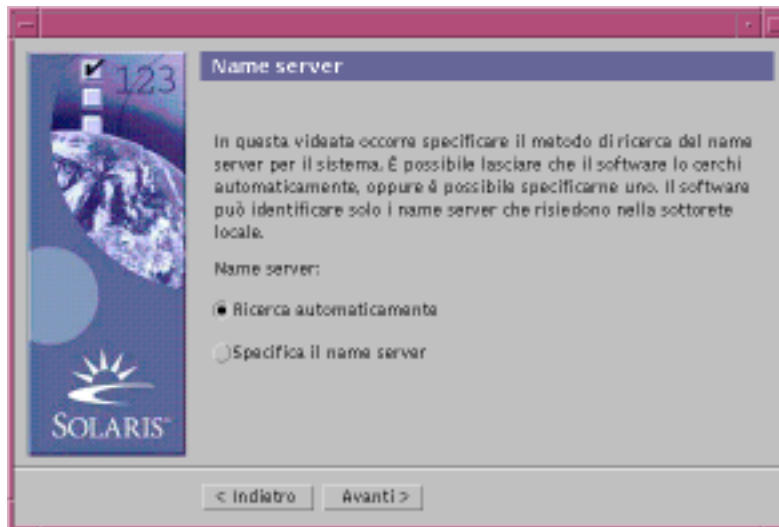 123
Name server
In questa videata occorre specificare il metodo di ricerca del name
server per il sistema. È possibile lasciare che il software lo cerchi
automaticamente, oppure è possibile specificarne uno. Il software
può identificare solo i name server che risiedono nella sottorete
locale.
Name server:
Ricerca automaticamente
Specifica il name server
SOLARIS™
< Indietro
Avanti >